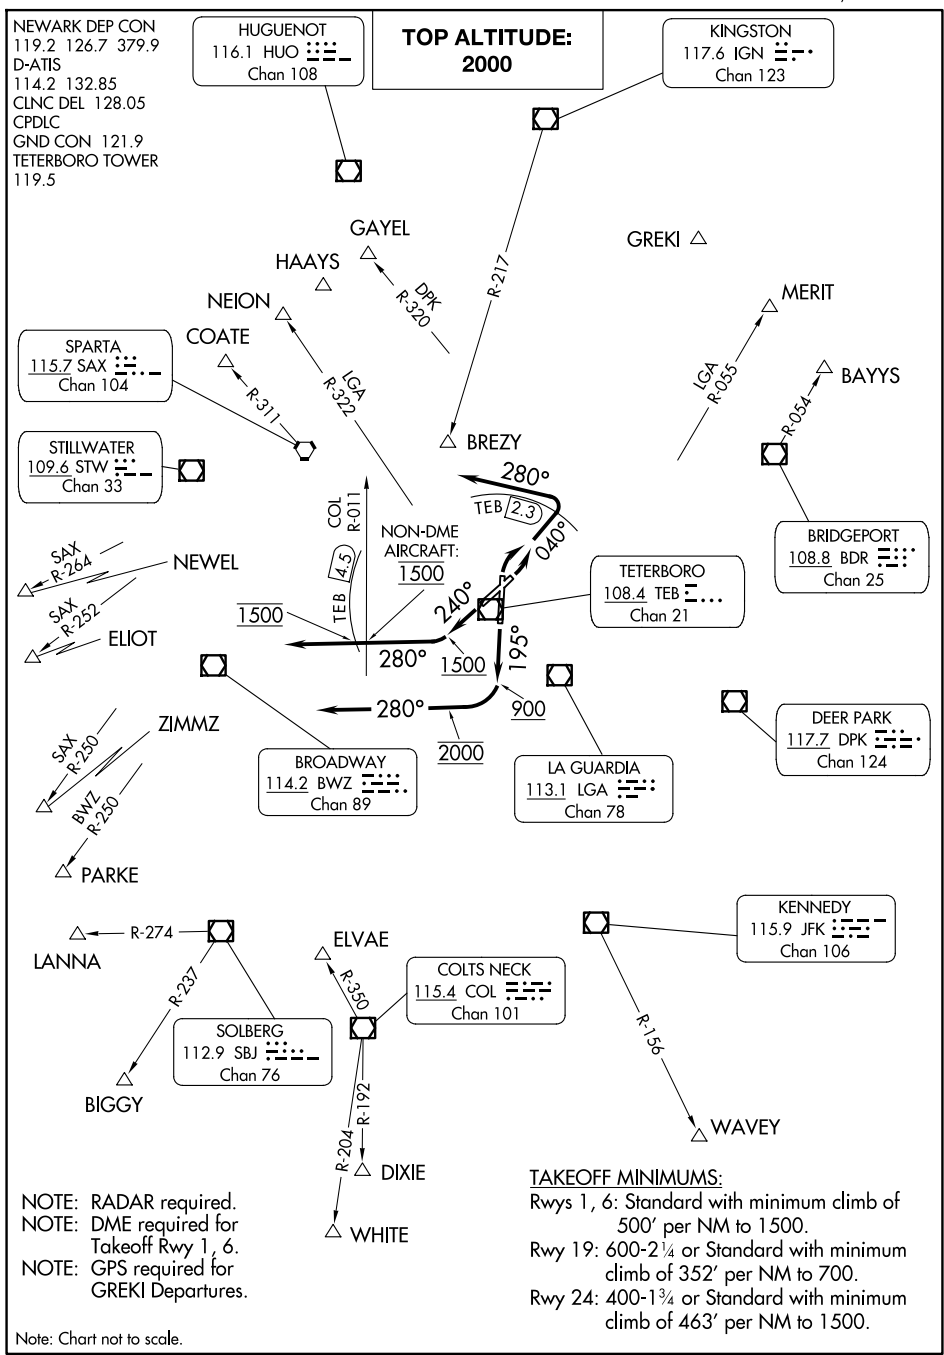 NEWARK DEP CON
119.2 126.7 379.9
D-ATIS
114.2 132.85
CLNC DEL 128.05
CPDLC
GND CON 121.9
TETERBORO TOWER
119.5
HUGUENOT
116.1 HUO
Chan 108
TOP ALTITUDE:
2000
KINGSTON
117.6 IGN
Chan 123
R-217
GAYEL
DPK
R-320
HAAYS
NEION
LGA
R-322
COATE
R-311
GREKI
MERIT
LGA
R-055
BAYYS
R-054
SPARTA
115.7 SAX
Chan 104
STILLWATER
109.6 STW
Chan 33
BREZY
280°
TEB 2.3
040°
COL
R-011
TEB 4.5
NON-DME
AIRCRAFT:
1500
240°
1500
280°
1500
195°
900
280°
2000
BRIDGEPORT
108.8 BDR
Chan 25
TETERBORO
108.4 TEB
Chan 21
SAX
R-264
NEWEL
SAX
R-252
ELIOT
SAX
R-250
ZIMMZ
BWZ
R-250
PARKE
BROADWAY
114.2 BWZ
Chan 89
LA GUARDIA
113.1 LGA
Chan 78
DEER PARK
117.7 DPK
Chan 124
LANNA
R-274
R-237
BIGGY
SOLBERG
112.9 SBJ
Chan 76
ELVAE
R-350
COLTS NECK
115.4 COL
Chan 101
R-192
R-204
DIXIE
WHITE
KENNEDY
115.9 JFK
Chan 106
R-156
WAVEY
NOTE: RADAR required.
NOTE: DME required for
Takeoff Rwy 1, 6.
NOTE: GPS required for
GREKI Departures.
Note: Chart not to scale.
TAKEOFF MINIMUMS:
Rwys 1, 6: Standard with minimum climb of
500' per NM to 1500.
Rwy 19: 600-2¼ or Standard with minimum
climb of 352' per NM to 700.
Rwy 24: 400-1¾ or Standard with minimum
climb of 463' per NM to 1500.